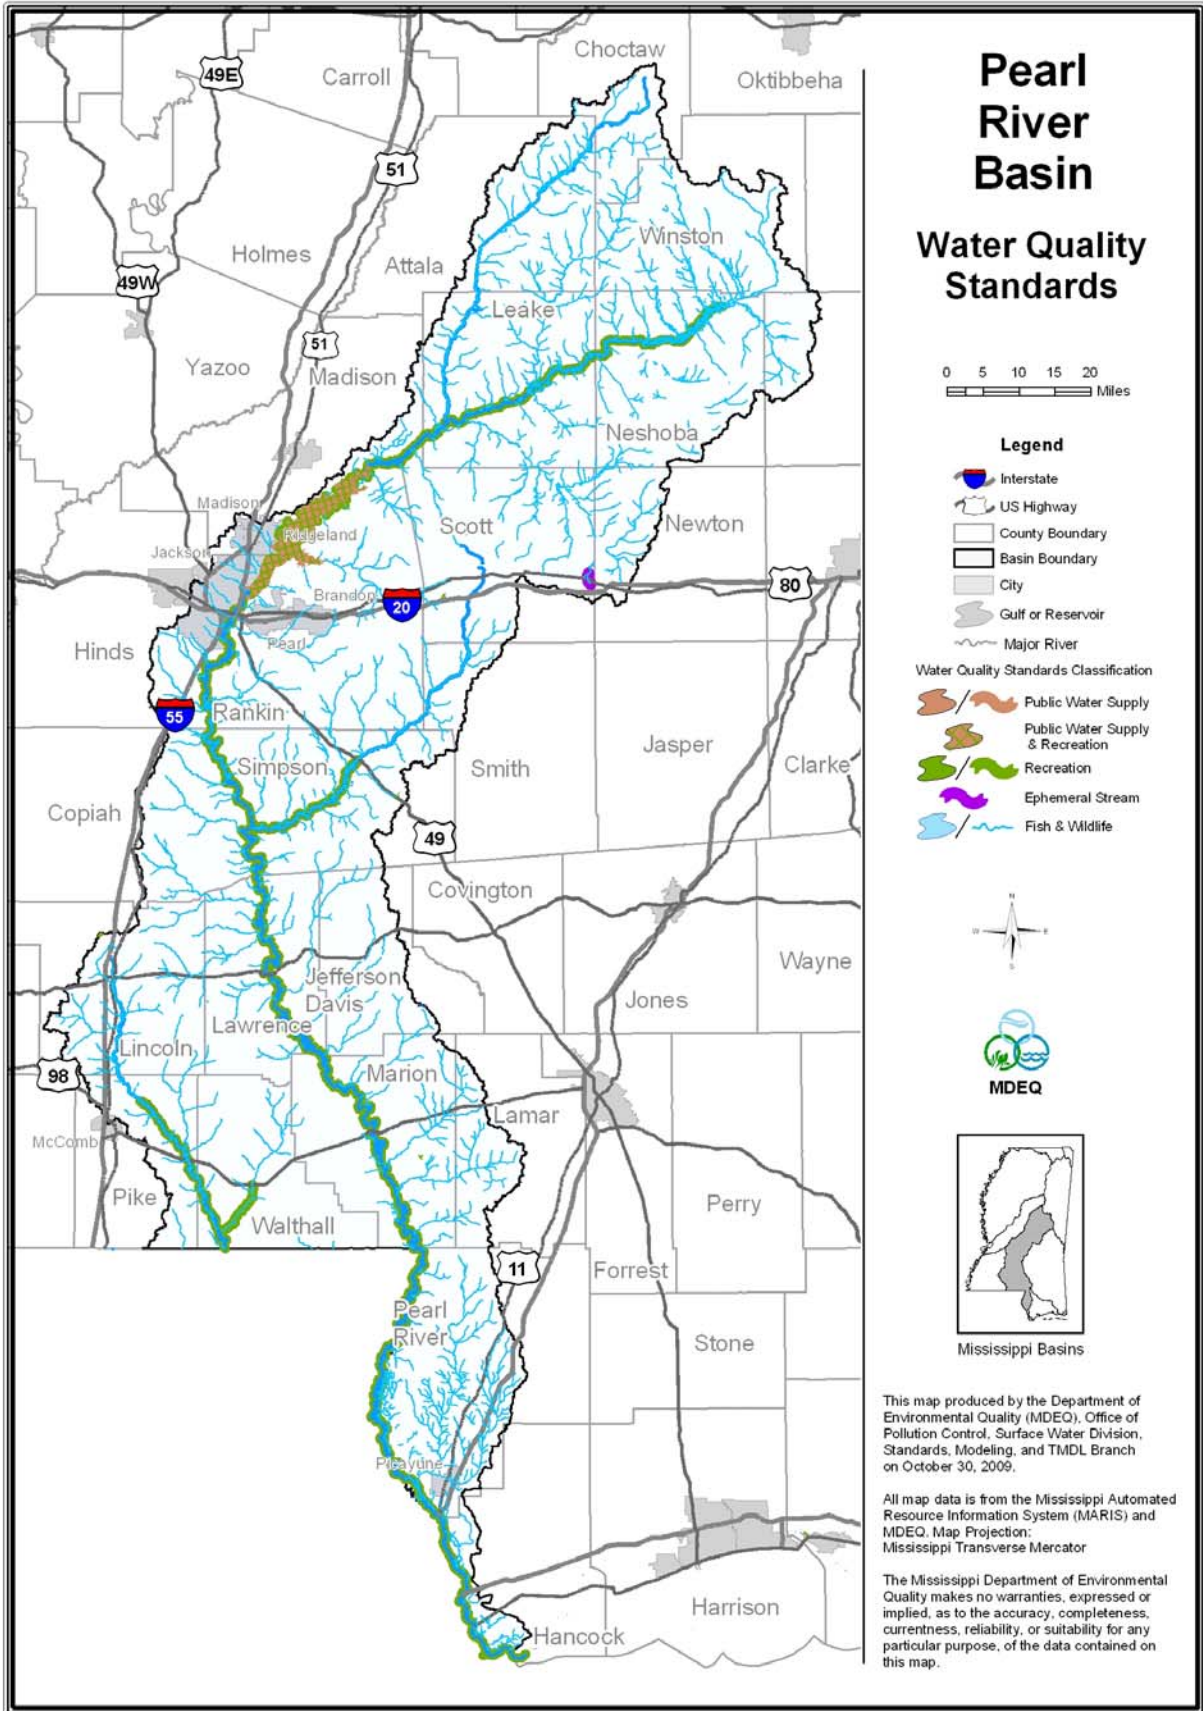 Pearl
River
Basin
Water Quality
Standards
0 5 10 15 20
Miles
Legend
Interstate
US Highway
County Boundary
Basin Boundary
City
Gulf or Reservoir
Major River
Water Quality Standards Classification
Public Water Supply
Public Water Supply
& Recreation
Recreation
Ephemeral Stream
Fish & Wildlife
N
W E
S
MDEQ
Mississippi Basins
This map produced by the Department of
Environmental Quality (MDEQ), Office of
Pollution Control, Surface Water Division,
Standards, Modeling, and TMDL Branch
on October 30, 2009.
All map data is from the Mississippi Automated
Resource Information System (MARIS) and
MDEQ. Map Projection:
Mississippi Transverse Mercator
The Mississippi Department of Environmental
Quality makes no warranties, expressed or
implied, as to the accuracy, completeness,
currentness, reliability, or suitability for any
particular purpose, of the data contained on
this map.
Choctaw
49E
Carroll
Oktibbeha
51
Winston
Holmes
Attala
49W
Leake
51
Yazoo
Madison
Neshoba
Madison
Scott
Newton
Ridgeland
Jackson
80
Brandon
20
Pearl
Hinds
55
Rankin
Jasper
Simpson
Smith
Clarke
Copiah
49
Covington
Wayne
Jefferson
Davis
Jones
Lawrence
Lincoln
98
Marion
Lamar
McComb
Pike
Perry
Walthall
11
Forrest
Pearl
River
Stone
Picayune
Harrison
Hancock